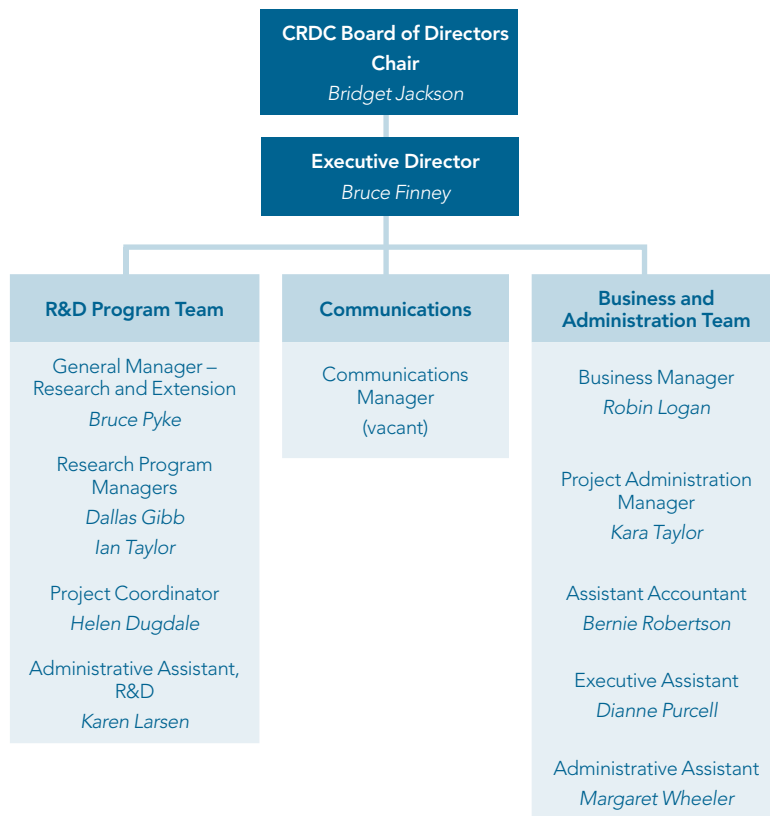 CRDC Board of Directors
Chair
Bridget Jackson
Executive Director
Bruce Finney
R&D Program Team
General Manager –
Research and Extension
Bruce Pyke
Research Program
Managers
Dallas Gibb
Ian Taylor
Project Coordinator
Helen Dugdale
Administrative Assistant,
R&D
Karen Larsen
Communications
Communications
Manager
(vacant)
Business and
Administration Team
Business Manager
Robin Logan
Project Administration
Manager
Kara Taylor
Assistant Accountant
Bernie Robertson
Executive Assistant
Dianne Purcell
Administrative Assistant
Margaret Wheeler